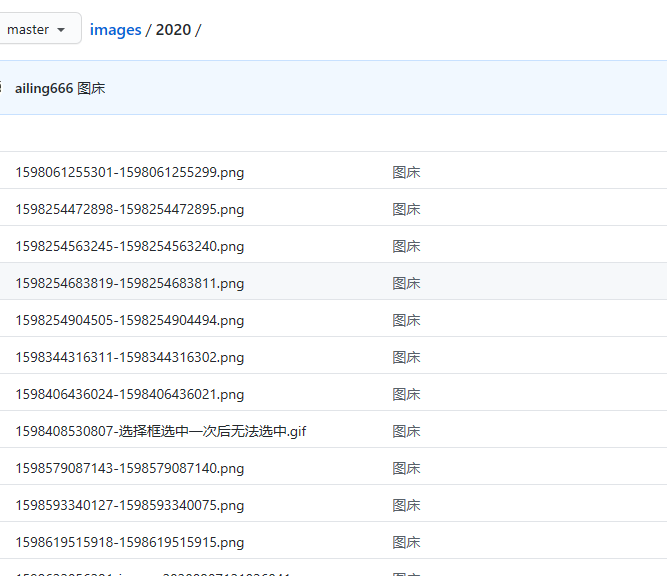 master images / 2020 /
ailing666 图床
1598061255301-1598061255299.png 图床
1598254472898-1598254472895.png 图床
1598254563245-1598254563240.png 图床
1598254683819-1598254683811.png 图床
1598254904505-1598254904494.png 图床
1598344316311-1598344316302.png 图床
1598406436024-1598406436021.png 图床
1598408530807-选择框选中一次后无法选中.gif 图床
1598579087143-1598579087140.png 图床
1598593340127-1598593340075.png 图床
1598619515918-1598619515915.png 图床